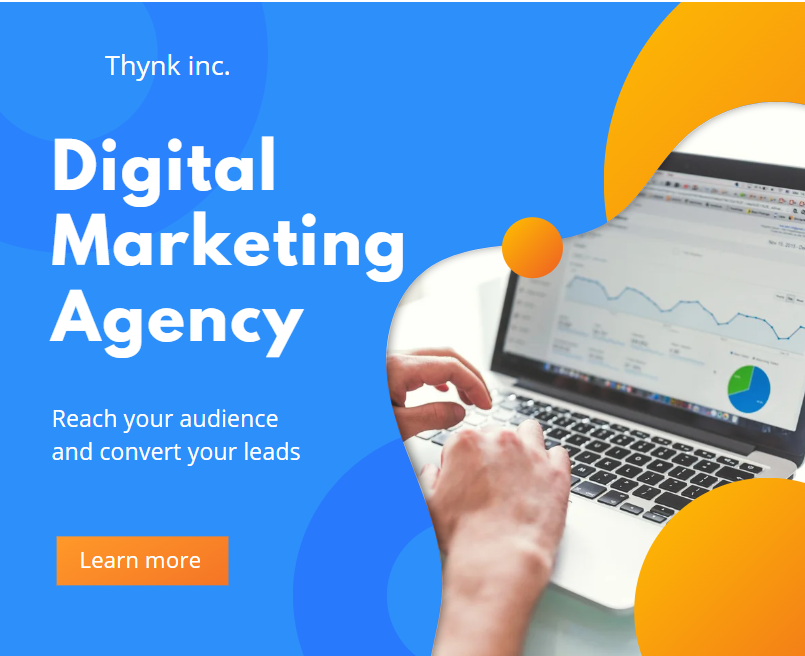 Thynk inc.
Digital
Marketing
Agency
Reach your audience
and convert your leads
Learn more